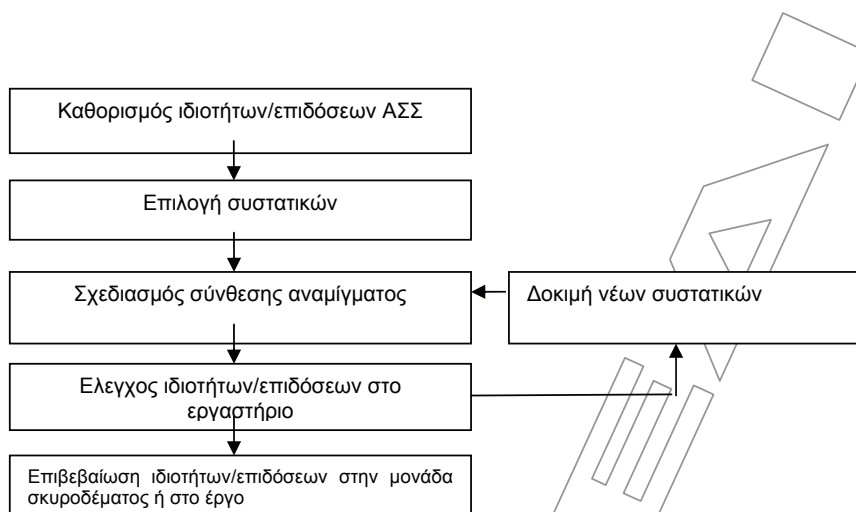 Καθορισμός ιδιοτήτων/επιδόσεων ΑΣΣ
Επιλογή συστατικών
Σχεδιασμός σύνθεσης αναμίγματος
Δοκιμή νέων συστατικών
Ελεγχος ιδιοτήτων/επιδόσεων στο
εργαστήριο
Επιβεβαίωση ιδιοτήτων/επιδόσεων στην μονάδα
σκυροδέματος ή στο έργο